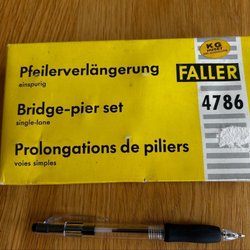 KG
Pfeilerverlängerung
einspurig
FALLER
Bridge-pier set
single-lane
4786
Prolongations de piliers
voies simples